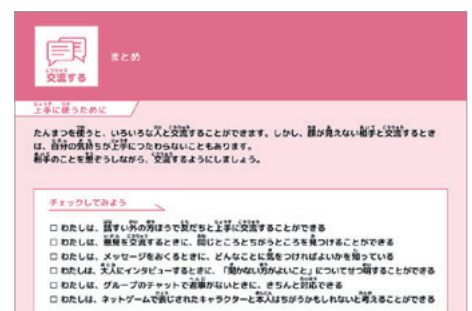 まとめ
交流する
上手に使うために
たんまつを使うと、いろいろな人と交流することができます。しかし、顔が見えない相手と交流するとき
は、自分の気持ちが上手につたわらないこともあります。
相手のことを想ぞうしながら、交流するようにしましょう。
チェックしてみよう
□ わたしは、話すい外の方ほうで友だちと上手に交流することができる
□ わたしは、意見を交流するときに、同じところとちがうところを見つけることができる
□ わたしは、メッセージをおくるときに、どんなことに気をつければよいかを知っている
□ わたしは、大人にインタビューするときに、「聞かない方がよいこと」についてせつ明することができる
□ わたしは、グループのチャットで返事がないときに、きちんと対応できる
□ わたしは、ネットゲームで表じされたキャラクターと本人はちがうかもしれないと考えることができる